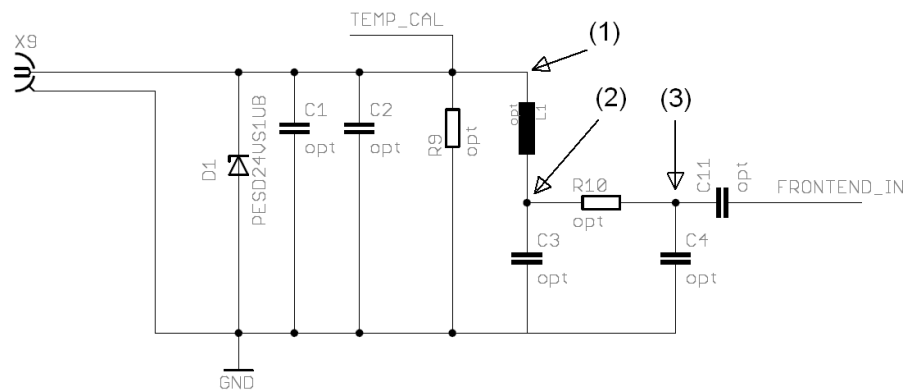 TEMP_CAL
X9
(1)
(2)
(3)
C1
opt
C2
opt
R9
opt
opt
L1
D1
PESD24VS1UB
R10
opt
C11
opt
FRONTEND_IN
C3
opt
C4
opt
GND